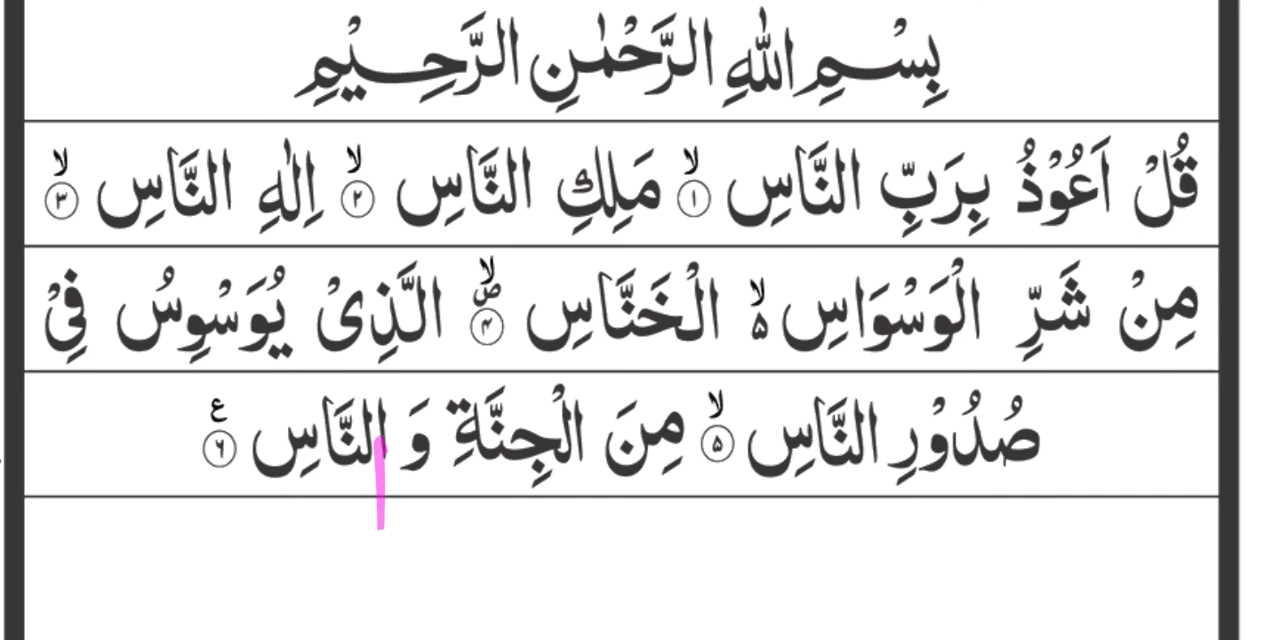 بِسْمِ اللّٰهِ الرَّحْمٰنِ الرَّحِيْمِ
قُلْ اَعُوْذُ بِرَبِّ النَّاسِ ۙ﴿۱﴾ مَلِكِ النَّاسِ ۙ﴿۲﴾ اِلٰهِ النَّاسِ ۙ﴿۳﴾
مِنْ شَرِّ الْوَسْوَاسِ ۬ۙ۵ الْخَنَّاسِ ۪ۙ﴿۴﴾ الَّذِىْ يُوَسْوِسُ فِىْ
صُدُوْرِ النَّاسِ ۙ﴿۵﴾ مِنَ الْجِنَّةِ وَ النَّاسِ ﴿۶﴾ ع